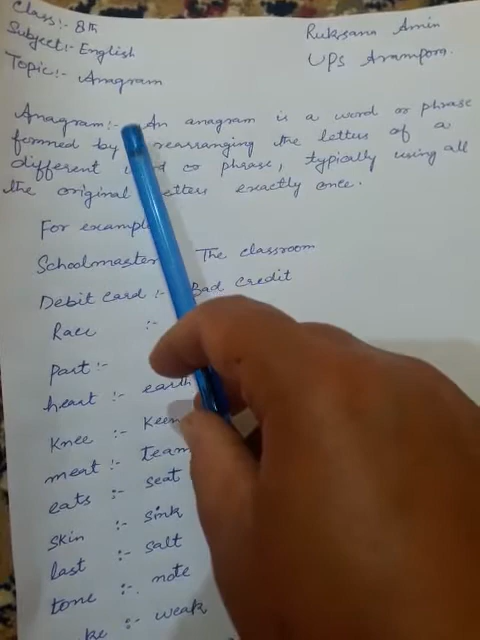 Class:- 8th
Subject:- English
Topic:- Anagram
Ruksana Amin
UPS Arampora.
Anagram:- An anagram is a word or phrase
formed by rearranging the letters of a
different or phrase, typically using all
the original letters exactly once.
For example
Schoolmaster The classroom
Debit card :- Bad credit
Race :-
Part :-
heart :- earth
Knee :- Keen
meat :- team
eats :- seat
Skin :- sink
last :- salt
tone :- note
:- weak